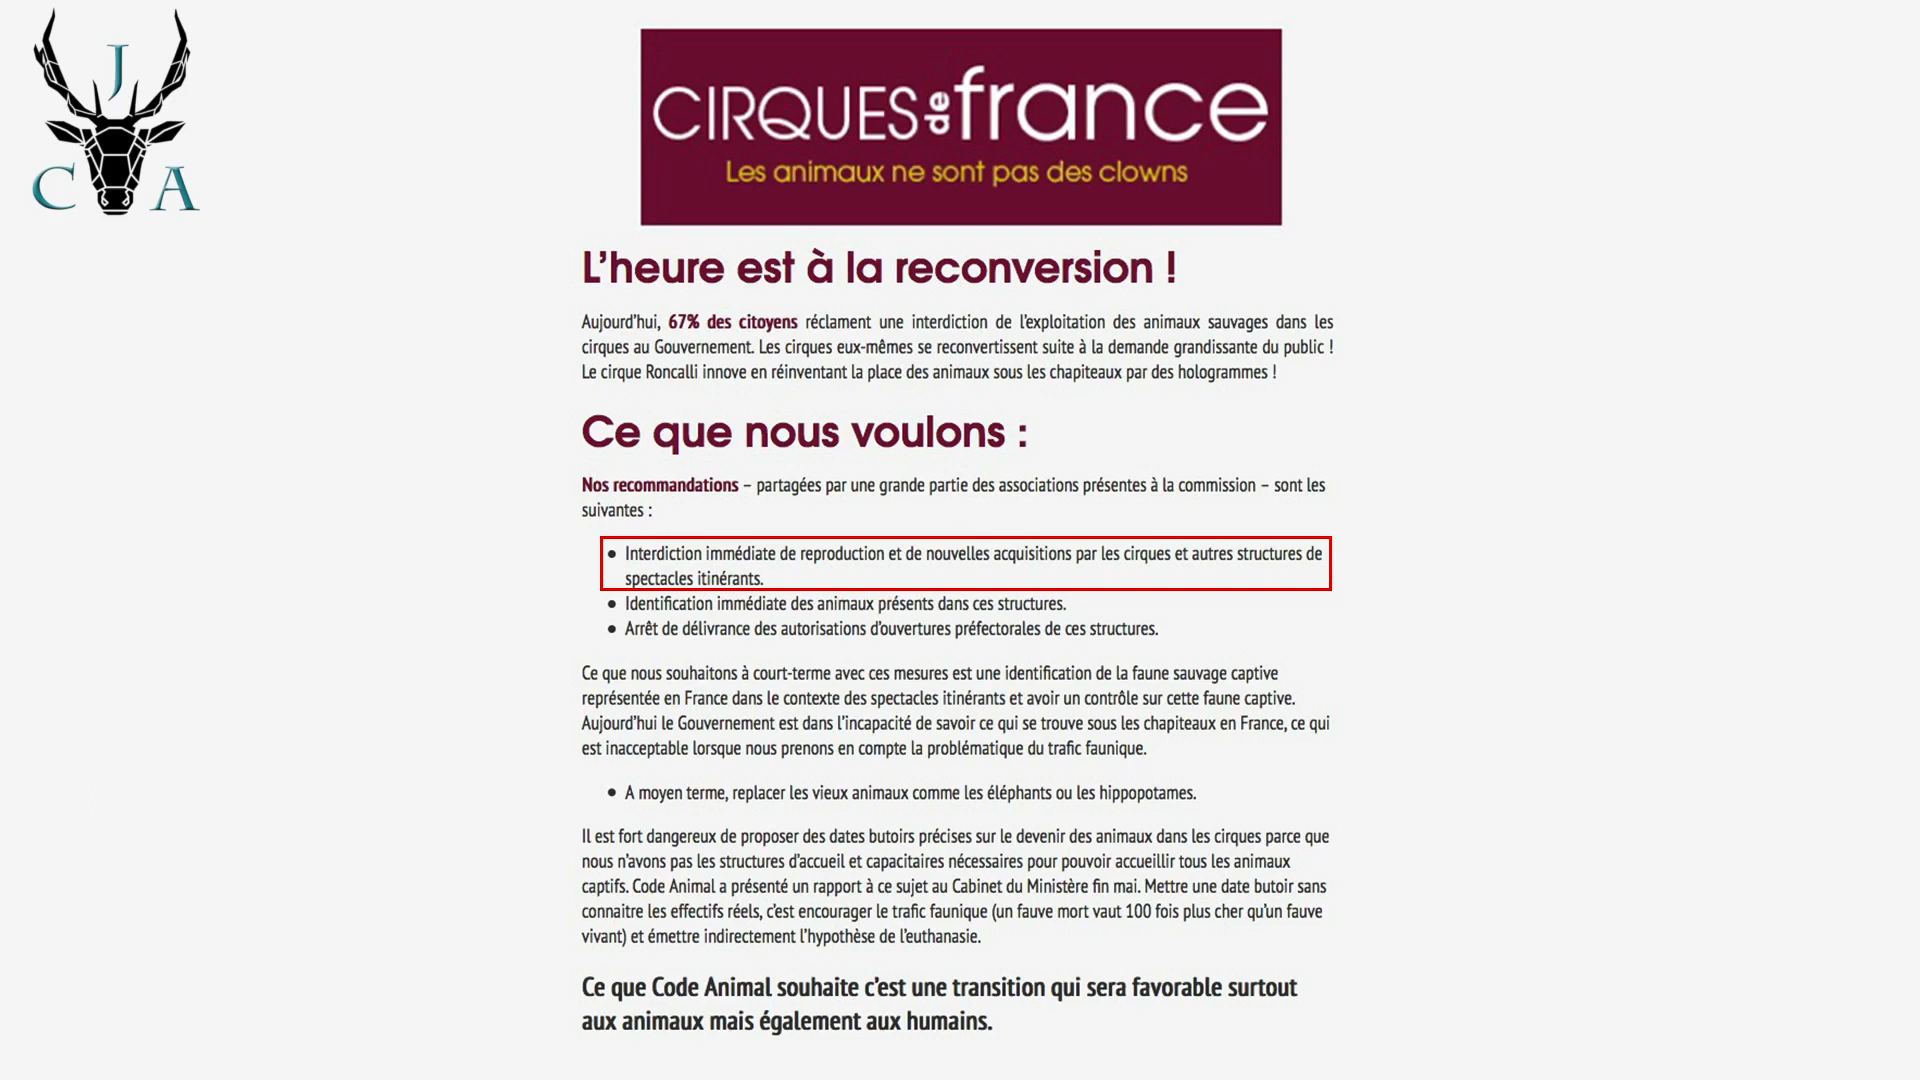 J
C A
CIRQUES de france
Les animaux ne sont pas des clowns
L’heure est à la reconversion !
Aujourd’hui, 67% des citoyens réclament une interdiction de l’exploitation des animaux sauvages dans les
cirques au Gouvernement. Les cirques eux-mêmes se reconvertissent suite à la demande grandissante du public !
Le cirque Roncalli innove en réinventant la place des animaux sous les chapiteaux par des hologrammes !
Ce que nous voulons :
Nos recommandations – partagées par une grande partie des associations présentes à la commission – sont les
suivantes :
• Interdiction immédiate de reproduction et de nouvelles acquisitions par les cirques et autres structures de
spectacles itinérants.
• Identification immédiate des animaux présents dans ces structures.
• Arrêt de délivrance des autorisations d’ouvertures préfectorales de ces structures.
Ce que nous souhaitons à court-terme avec ces mesures est une identification de la faune sauvage captive
représentée en France dans le contexte des spectacles itinérants et avoir un contrôle sur cette faune captive.
Aujourd’hui le Gouvernement est dans l’incapacité de savoir ce qui se trouve sous les chapiteaux en France, ce qui
est inacceptable lorsque nous prenons en compte la problématique du trafic faunique.
• A moyen terme, replacer les vieux animaux comme les éléphants ou les hippopotames.
Il est fort dangereux de proposer des dates butoirs précises sur le devenir des animaux dans les cirques parce que
nous n’avons pas les structures d’accueil et capacitaires nécessaires pour pouvoir accueillir tous les animaux
captifs. Code Animal a présenté un rapport à ce sujet au Cabinet du Ministère fin mai. Mettre une date butoir sans
connaitre les effectifs réels, c’est encourager le trafic faunique (un fauve mort vaut 100 fois plus cher qu’un fauve
vivant) et émettre indirectement l’hypothèse de l’euthanasie.
Ce que Code Animal souhaite c’est une transition qui sera favorable surtout
aux animaux mais également aux humains.